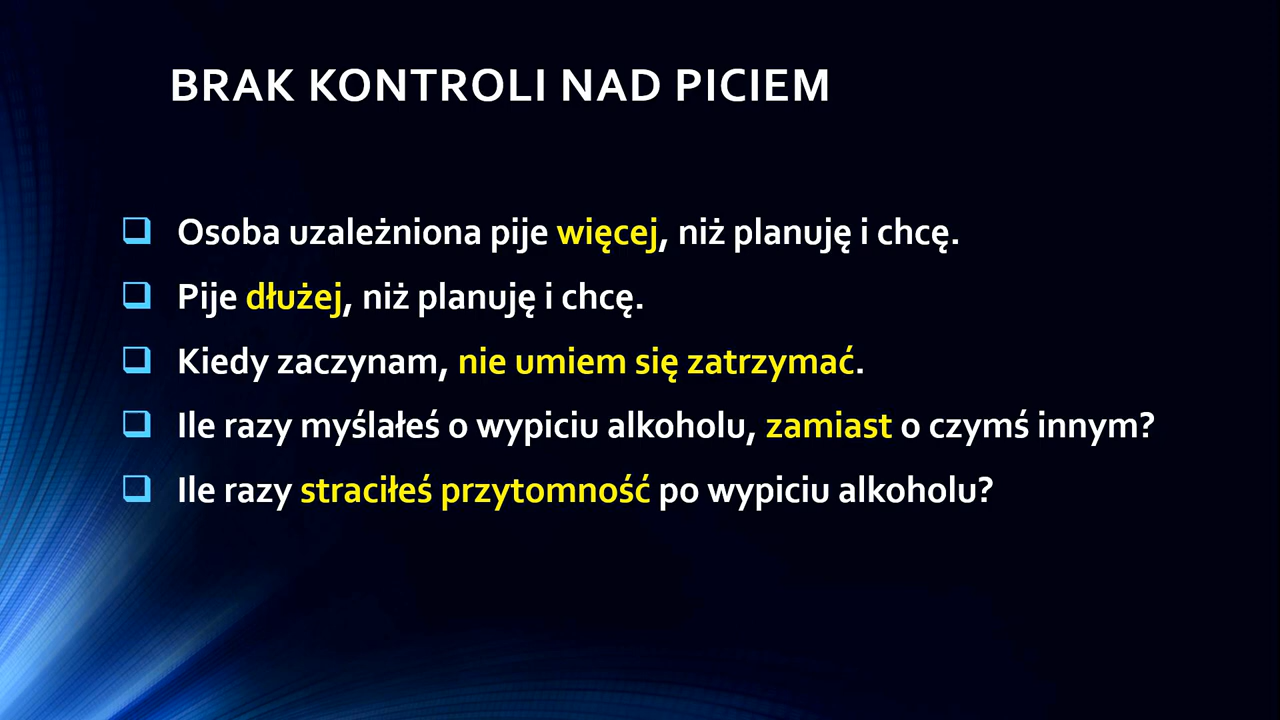 BRAK KONTROLI NAD PICIEM
Osoba uzależniona pije więcej, niż planuję i chcę.
Pije dłużej, niż planuję i chcę.
Kiedy zaczynam, nie umiem się zatrzymać.
Ile razy myślałeś o wypiciu alkoholu, zamiast o czymś innym?
Ile razy straciłeś przytomność po wypiciu alkoholu?